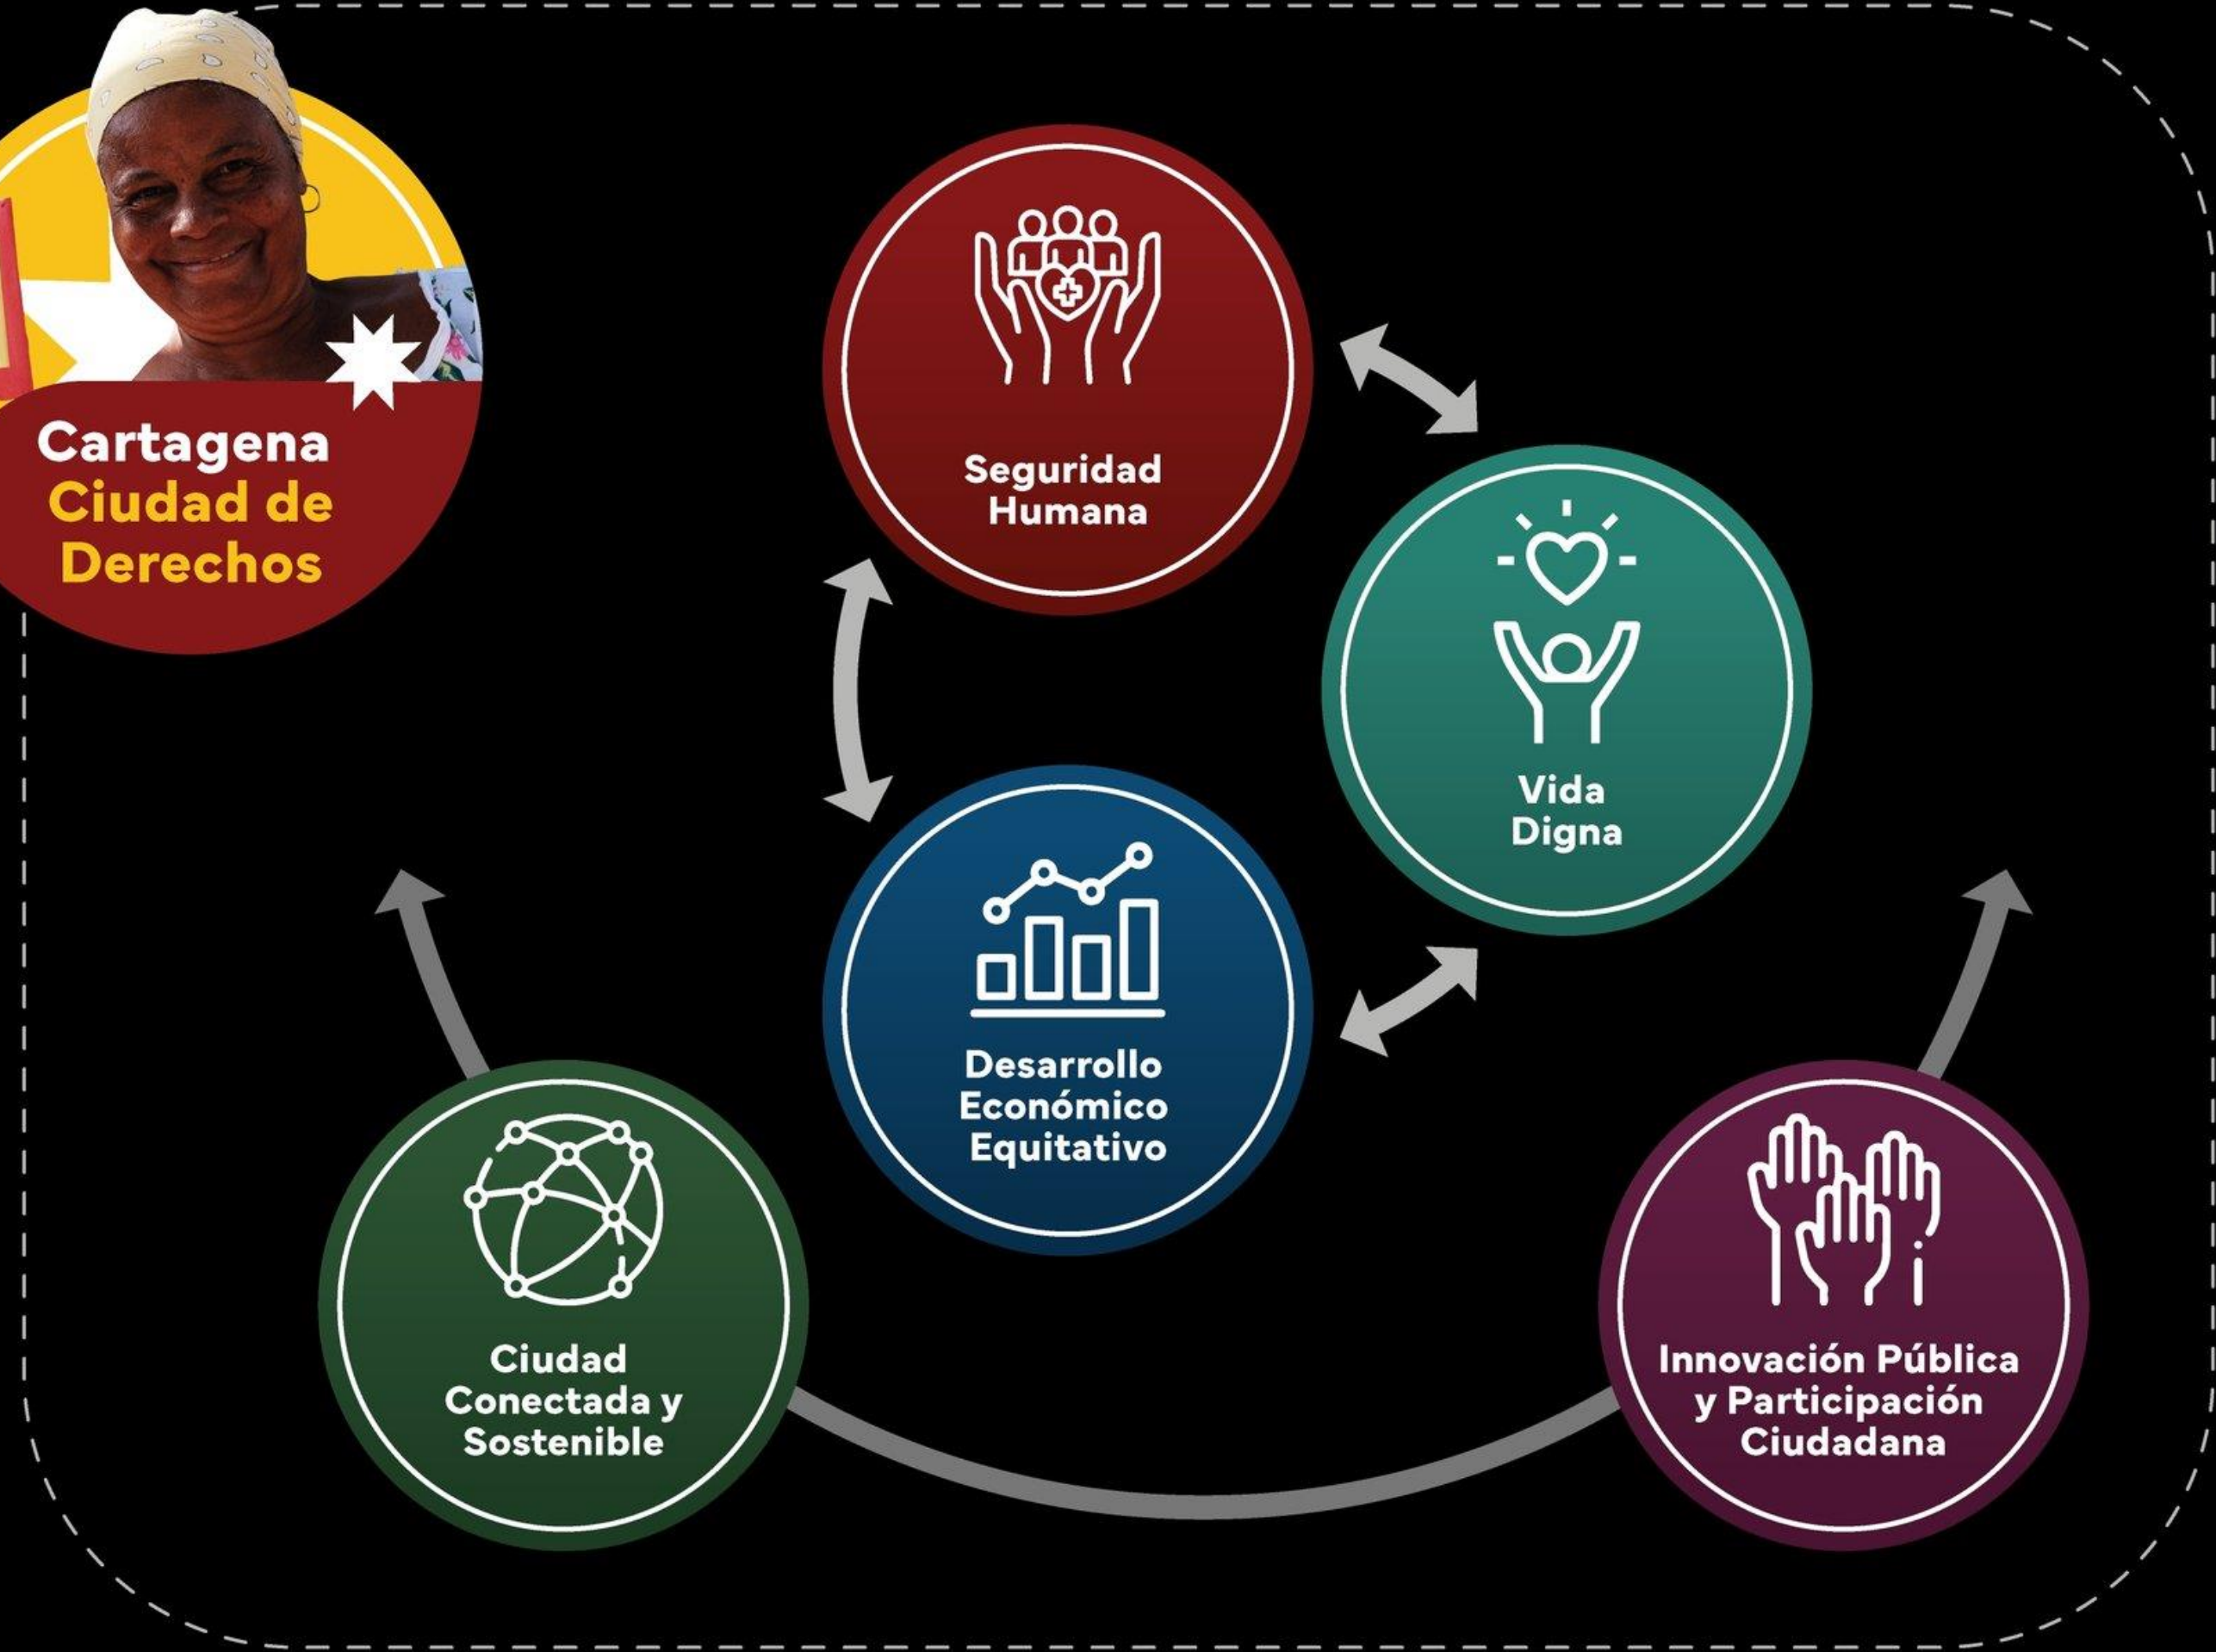 Cartagena
Ciudad de
Derechos
Seguridad
Humana
Vida
Digna
Desarrollo
Económico
Equitativo
Ciudad
Conectada y
Sostenible
Innovación Pública
y Participación
Ciudadana